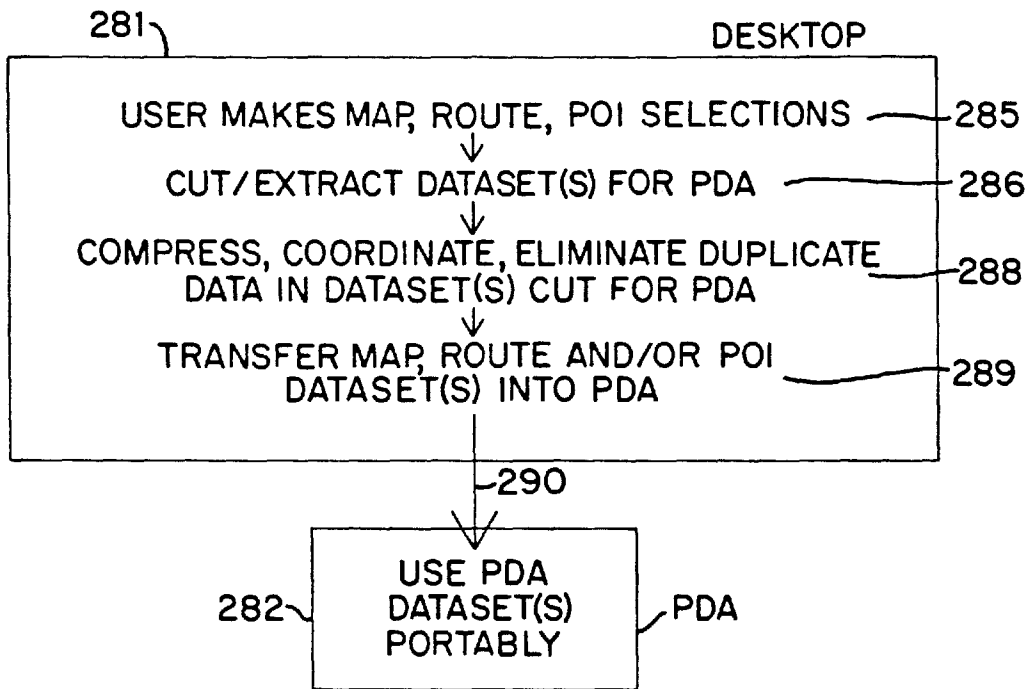 281
DESKTOP
USER MAKES MAP, ROUTE, POI SELECTIONS 285
CUT/EXTRACT DATASET(S) FOR PDA 286
COMPRESS, COORDINATE, ELIMINATE DUPLICATE
DATA IN DATASET(S) CUT FOR PDA 288
TRANSFER MAP, ROUTE AND/OR POI
DATASET(S) INTO PDA 289
290
USE PDA
DATASET(S)
PORTABLY
282
PDA